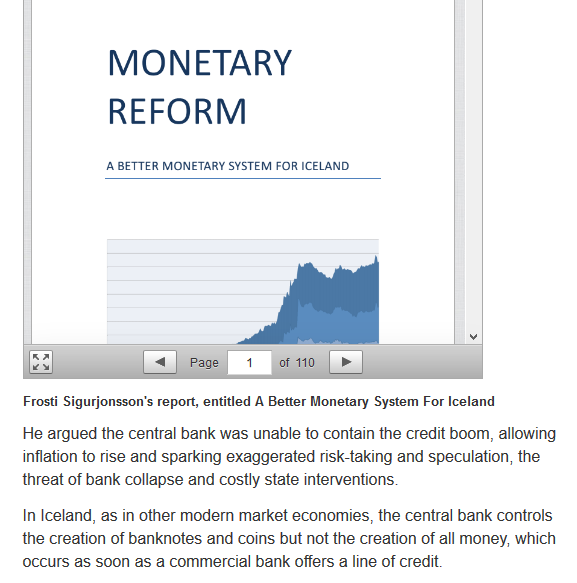 MONETARY
REFORM
A BETTER MONETARY SYSTEM FOR ICELAND
Page 1 of 110
Frosti Sigurjonsson's report, entitled A Better Monetary System For Iceland
He argued the central bank was unable to contain the credit boom, allowing
inflation to rise and sparking exaggerated risk-taking and speculation, the
threat of bank collapse and costly state interventions.
In Iceland, as in other modern market economies, the central bank controls
the creation of banknotes and coins but not the creation of all money, which
occurs as soon as a commercial bank offers a line of credit.